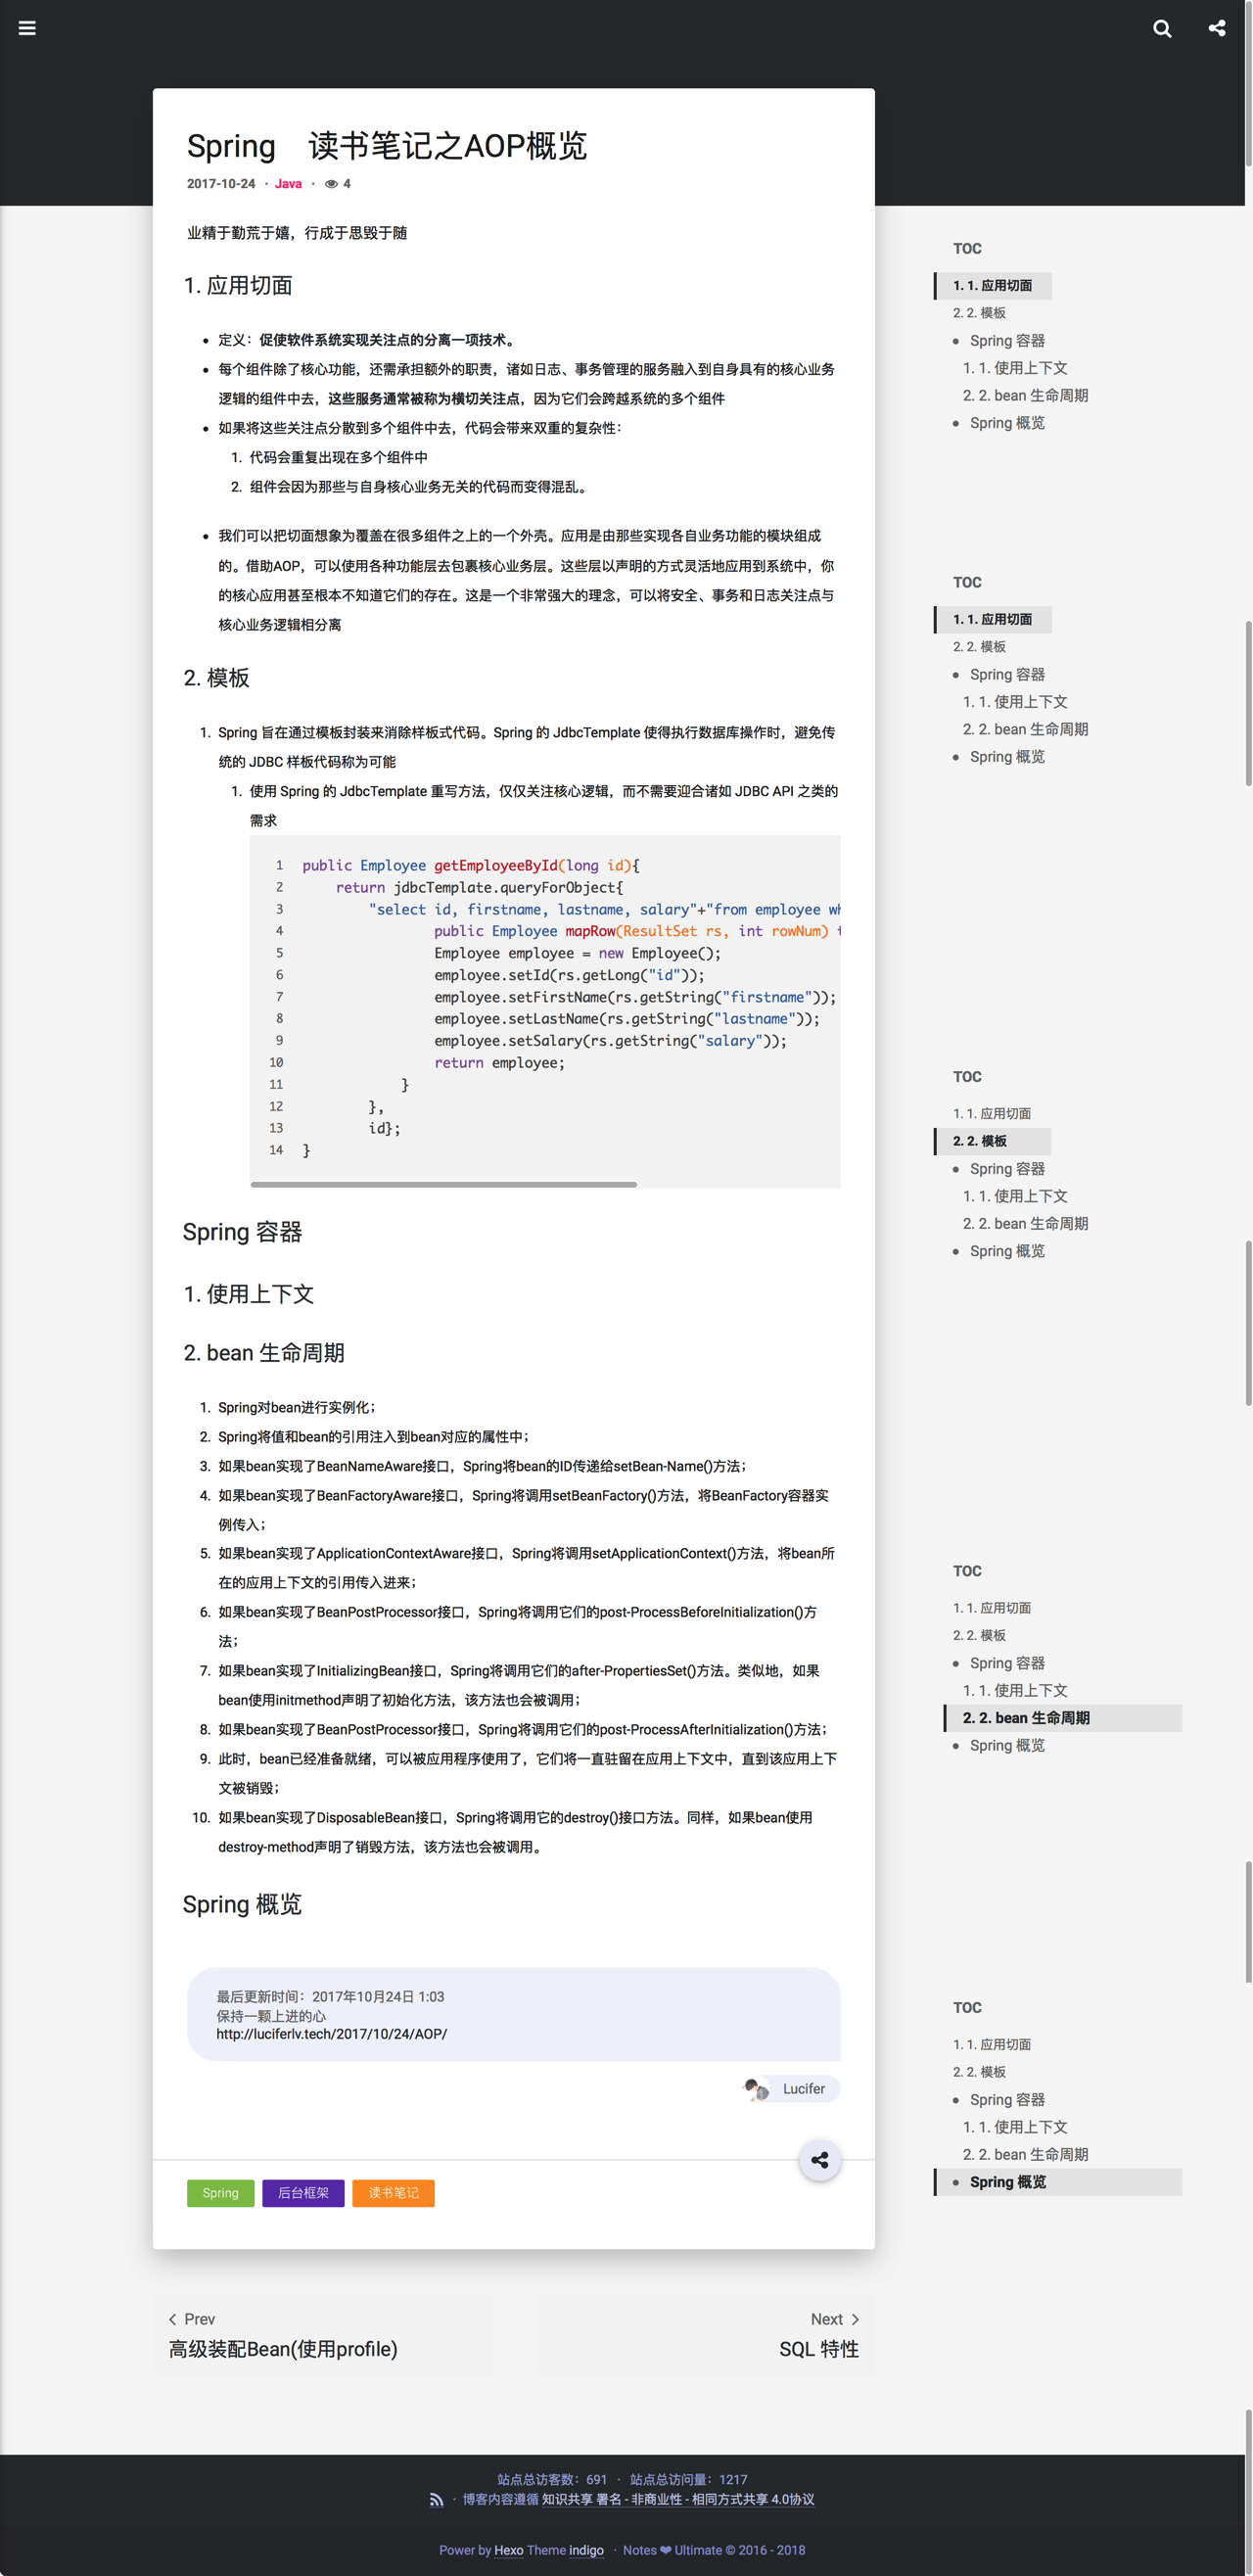 Spring　读书笔记之AOP概览
2017-10-24 · Java · 4
业精于勤荒于嬉，行成于思毁于随
1. 应用切面
• 定义：促使软件系统实现关注点的分离一项技术。
• 每个组件除了核心功能，还需承担额外的职责，诸如日志、事务管理的服务融入到自身具有的核心业务
逻辑的组件中去，这些服务通常被称为横切关注点，因为它们会跨越系统的多个组件
• 如果将这些关注点分散到多个组件中去，代码会带来双重的复杂性：
1. 代码会重复出现在多个组件中
2. 组件会因为那些与自身核心业务无关的代码而变得混乱。
• 我们可以把切面想象为覆盖在很多组件之上的一个外壳。应用是由那些实现各自业务功能的模块组成
的。借助AOP，可以使用各种功能层去包裹核心业务层。这些层以声明的方式灵活地应用到系统中，你
的核心应用甚至根本不知道它们的存在。这是一个非常强大的理念，可以将安全、事务和日志关注点与
核心业务逻辑相分离
2. 模板
1. Spring 旨在通过模板封装来消除样板式代码。Spring 的 JdbcTemplate 使得执行数据库操作时，避免传
统的 JDBC 样板代码称为可能
1. 使用 Spring 的 JdbcTemplate 重写方法，仅仅关注核心逻辑，而不需要迎合诸如 JDBC API 之类的
需求
1 public Employee getEmployeeById(long id){
2 return jdbcTemplate.queryForObject{
3 "select id, firstname, lastname, salary"+"from employee
4 public Employee mapRow(ResultSet rs, int rowNum)
5 Employee employee = new Employee();
6 employee.setId(rs.getLong("id"));
7 employee.setFirstName(rs.getString("firstname"));
8 employee.setLastName(rs.getString("lastname"));
9 employee.setSalary(rs.getString("salary"));
10 return employee;
11 }
12 },
13 id};
14 }
Spring 容器
1. 使用上下文
2. bean 生命周期
1. Spring对bean进行实例化；
2. Spring将值和bean的引用注入到bean对应的属性中；
3. 如果bean实现了BeanNameAware接口，Spring将bean的ID传递给setBean-Name()方法；
4. 如果bean实现了BeanFactoryAware接口，Spring将调用setBeanFactory()方法，将BeanFactory容器实
例传入；
5. 如果bean实现了ApplicationContextAware接口，Spring将调用setApplicationContext()方法，将bean所
在的应用上下文的引用传入进来；
6. 如果bean实现了BeanPostProcessor接口，Spring将调用它们的post-ProcessBeforeInitialization()方
法；
7. 如果bean实现了InitializingBean接口，Spring将调用它们的after-PropertiesSet()方法。类似地，如果
bean使用initmethod声明了初始化方法，该方法也会被调用；
8. 如果bean实现了BeanPostProcessor接口，Spring将调用它们的post-ProcessAfterInitialization()方法；
9. 此时，bean已经准备就绪，可以被应用程序使用了，它们将一直驻留在应用上下文中，直到该应用上下
文被销毁；
10. 如果bean实现了DisposableBean接口，Spring将调用它的destroy()接口方法。同样，如果bean使用
destroy-method声明了销毁方法，该方法也会被调用。
Spring 概览
最后更新时间：2017年10月24日 1:03
保持一颗上进的心
http://luciferlv.tech/2017/10/24/AOP/
Lucifer
Spring 后台框架 读书笔记
TOC
1. 1. 应用切面
2. 2. 模板
• Spring 容器
1. 1. 使用上下文
2. 2. bean 生命周期
• Spring 概览
TOC
1. 1. 应用切面
2. 2. 模板
• Spring 容器
1. 1. 使用上下文
2. 2. bean 生命周期
• Spring 概览
TOC
1. 1. 应用切面
2. 2. 模板
• Spring 容器
1. 1. 使用上下文
2. 2. bean 生命周期
• Spring 概览
TOC
1. 1. 应用切面
2. 2. 模板
• Spring 容器
1. 1. 使用上下文
2. 2. bean 生命周期
• Spring 概览
TOC
1. 1. 应用切面
2. 2. 模板
• Spring 容器
1. 1. 使用上下文
2. 2. bean 生命周期
• Spring 概览
Prev
高级装配Bean(使用profile)
Next
SQL 特性
站点总访客数：691 · 站点总访问量：1217
· 博客内容遵循 知识共享 署名 - 非商业性 - 相同方式共享 4.0协议
Power by Hexo Theme indigo · Notes ❤ Ultimate © 2016 - 2018